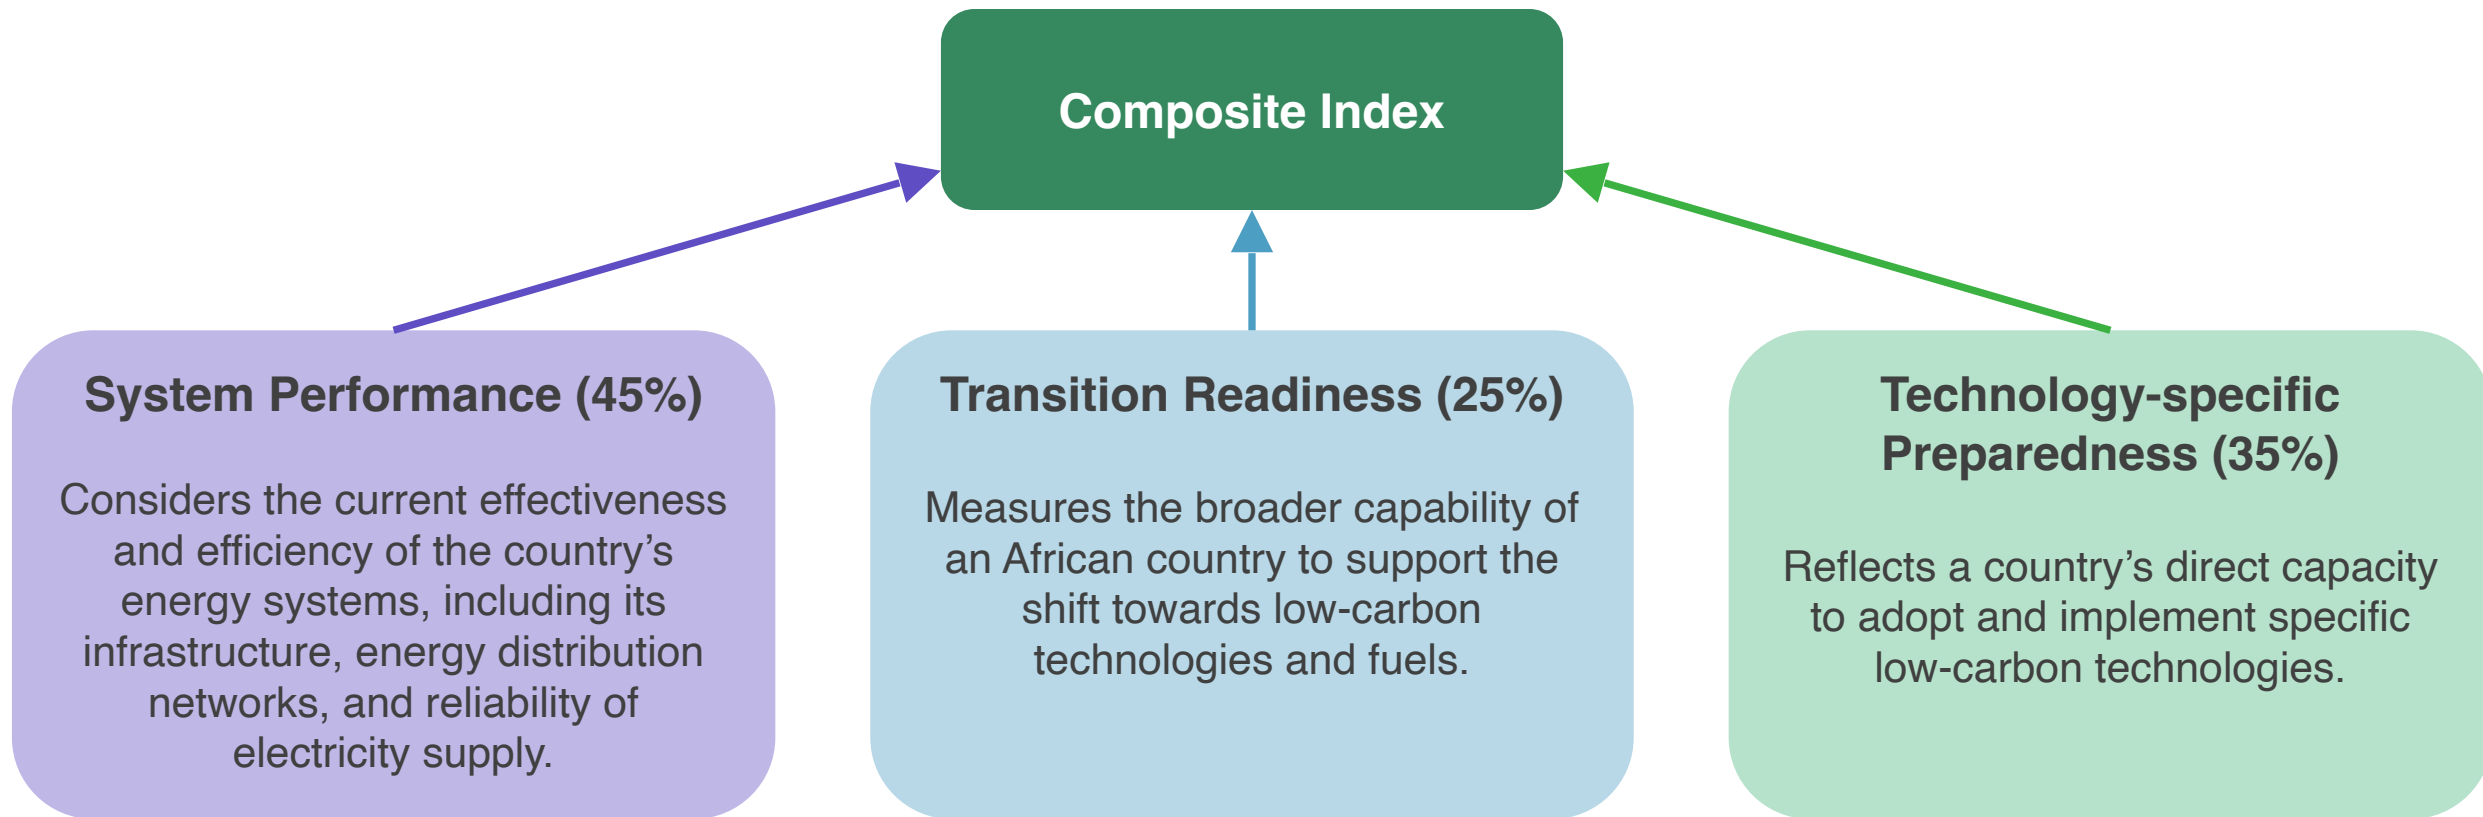 Composite Index
System Performance (45%)
Considers the current effectiveness
and efficiency of the country’s
energy systems, including its
infrastructure, energy distribution
networks, and reliability of
electricity supply.
Transition Readiness (25%)
Measures the broader capability of
an African country to support the
shift towards low-carbon
technologies and fuels.
Technology-specific
Preparedness (35%)
Reflects a country’s direct capacity
to adopt and implement specific
low-carbon technologies.